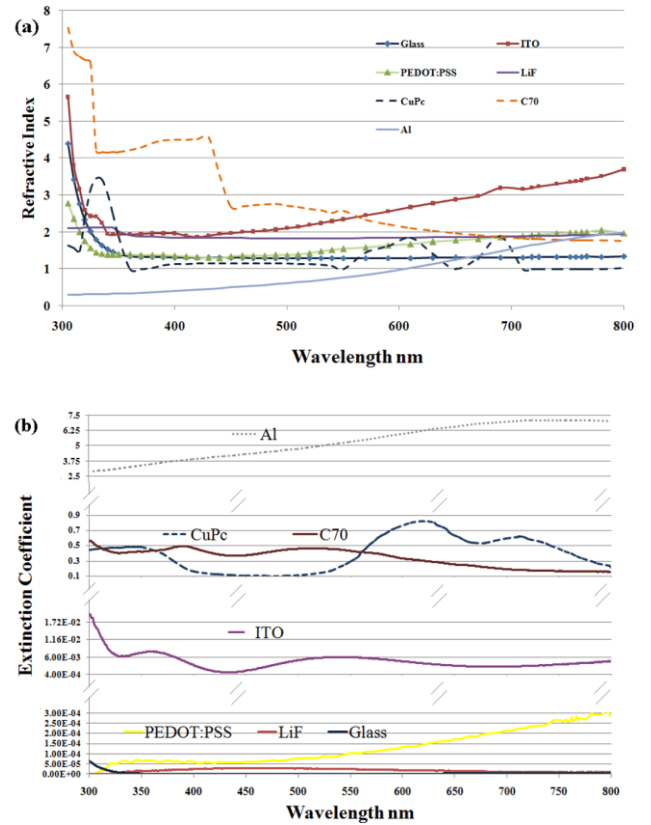 (a)
8
7
6
5
4
3
2
1
0
Refractive Index
Glass ITO
PEDOT:PSS LiF
CuPc C70
Al
300 400 500 600 700 800
Wavelength nm
(b)
7.5
6.25
5
3.75
2.5
Al
0.9
0.7
0.5
0.3
0.1
CuPc C70
Extinction Coefficient
1.72E-02
1.16E-02
6.00E-03
4.00E-04
ITO
3.00E-04
2.50E-04
2.00E-04
1.50E-04
1.00E-04
5.00E-05
0.00E+00
PEDOT:PSS LiF Glass
300 350 400 450 500 550 600 650 700 750 800
Wavelength nm